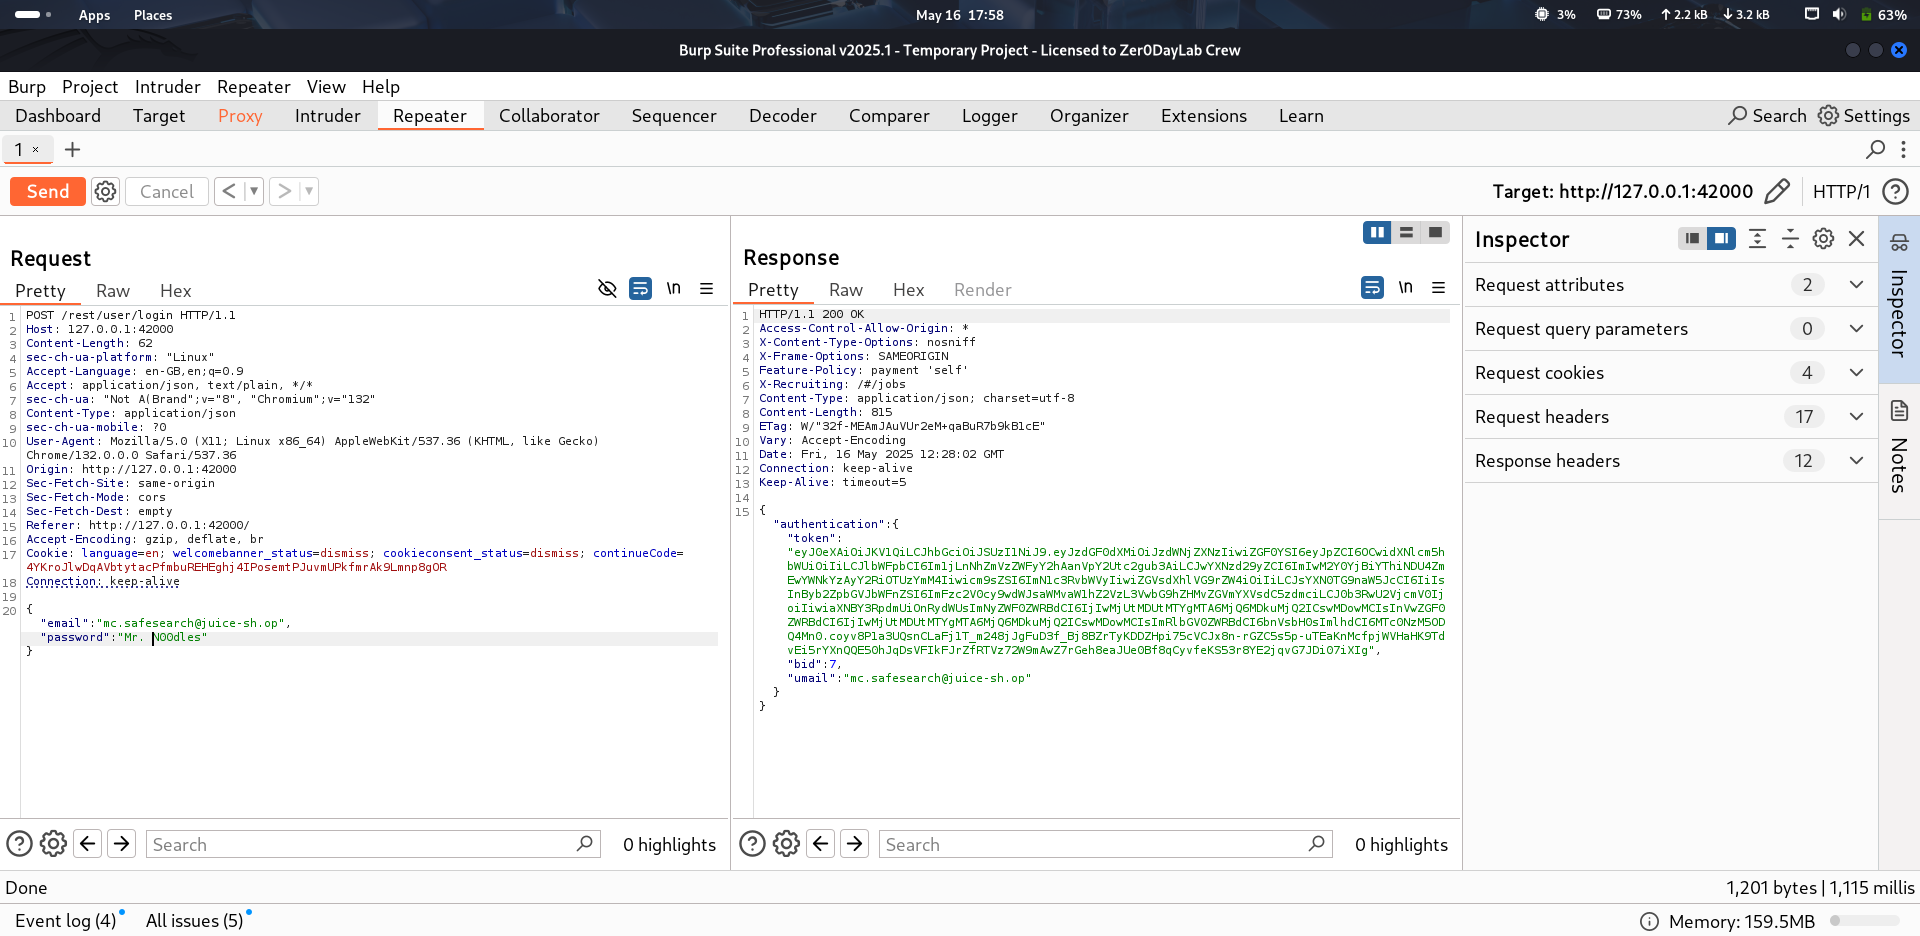 Apps Places May 16 17:58 3% 73% 2.2 kB 3.2 kB 63%
Burp Suite Professional v2025.1 - Temporary Project - Licensed to Zer0DayLab Crew
Burp Project Intruder Repeater View Help
Dashboard Target Proxy Intruder Repeater Collaborator Sequencer Decoder Comparer Logger Organizer Extensions Learn Search Settings
1 × +
Send Cancel < > Target: http://127.0.0.1:42000 HTTP/1 ?
Request
Pretty Raw Hex \n
1 POST /rest/user/login HTTP/1.1
2 Host: 127.0.0.1:42000
3 Content-Length: 62
4 sec-ch-ua-platform: "Linux"
5 Accept-Language: en-GB,en;q=0.9
6 Accept: application/json, text/plain, */*
7 sec-ch-ua: "Not A(Brand";v="8", "Chromium";v="132"
8 Content-Type: application/json
9 sec-ch-ua-mobile: ?0
10 User-Agent: Mozilla/5.0 (X11; Linux x86_64) AppleWebKit/537.36 (KHTML, like Gecko)
Chrome/132.0.0.0 Safari/537.36
11 Origin: http://127.0.0.1:42000
12 Sec-Fetch-Site: same-origin
13 Sec-Fetch-Mode: cors
14 Sec-Fetch-Dest: empty
15 Referer: http://127.0.0.1:42000/
16 Accept-Encoding: gzip, deflate, br
17 Cookie: language=en; welcomebanner_status=dismiss; cookieconsent_status=dismiss; continueCode=
18 Connection: keep-alive
19
20 {
"email":"mc.safesearch@juice-sh.op",
"password":"Mr. N00dles"
}
? Search 0 highlights
Response
Pretty Raw Hex Render \n
1 HTTP/1.1 200 OK
2 Access-Control-Allow-Origin: *
3 X-Content-Type-Options: nosniff
4 X-Frame-Options: SAMEORIGIN
5 Feature-Policy: payment 'self'
6 X-Recruiting: /#/jobs
7 Content-Type: application/json; charset=utf-8
8 Content-Length: 815
9 ETag: W/"32f-MEAmJAuVUr2eM+qaBuR7b9kB1cE"
10 Vary: Accept-Encoding
11 Date: Fri, 16 May 2025 12:28:02 GMT
12 Connection: keep-alive
13 Keep-Alive: timeout=5
14
15 {
"authentication":{
"token":
"bid":7,
"umail":"mc.safesearch@juice-sh.op"
}
}
? Search 0 highlights
Inspector
Request attributes 2
Request query parameters 0
Request cookies 4
Request headers 17
Response headers 12
Inspector
Notes
Done 1,201 bytes | 1,115 millis
Event log (4) All issues (5) Memory: 159.5MB